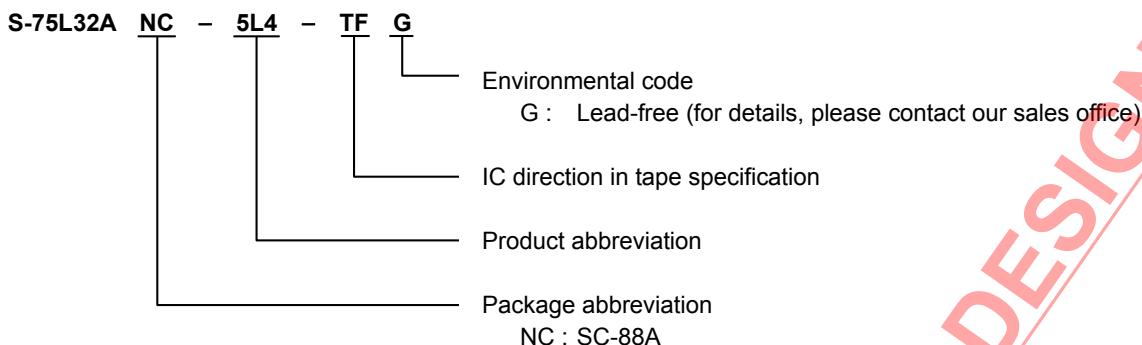 S-75L32A NC – 5L4 – TF G
Environmental code
G : Lead-free (for details, please contact our sales office)
IC direction in tape specification
Product abbreviation
Package abbreviation
NC : SC-88A
DESIGN